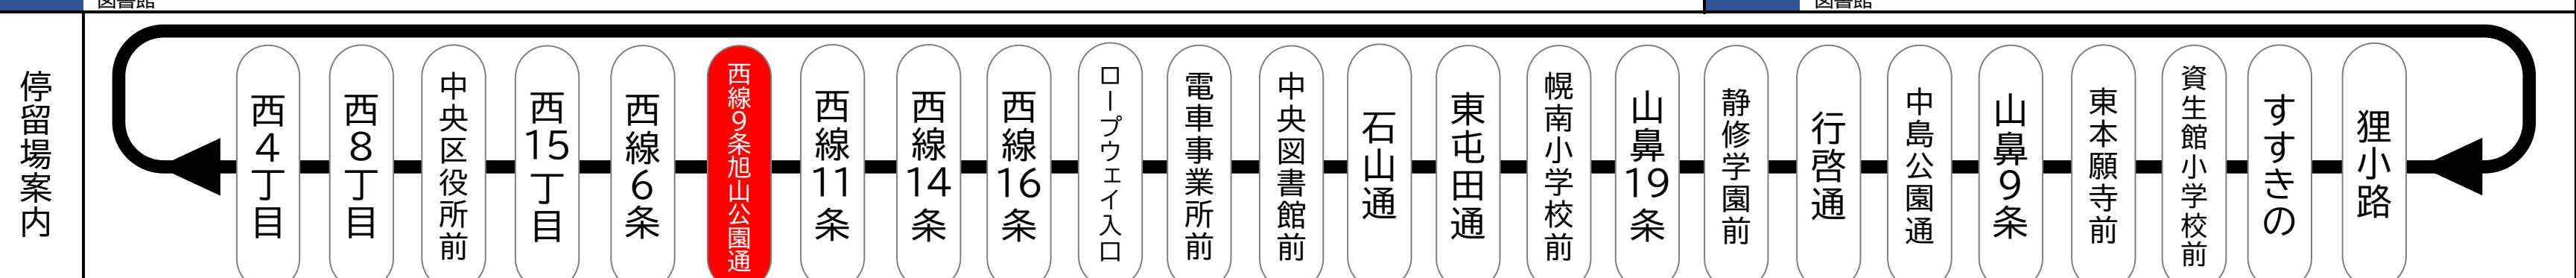 図書館
図書館
停留場案内
西4丁目
西8丁目
中央区役所前
西15丁目
西線6条
西線9条旭山公園通
西線11条
西線14条
西線16条
ロープウェイ入口
電車事業所前
中央図書館前
石山通
東屯田通
幌南小学校前
山鼻19条
静修学園前
行啓通
中島公園通
山鼻9条
東本願寺前
資生館小学校前
すすきの
狸小路